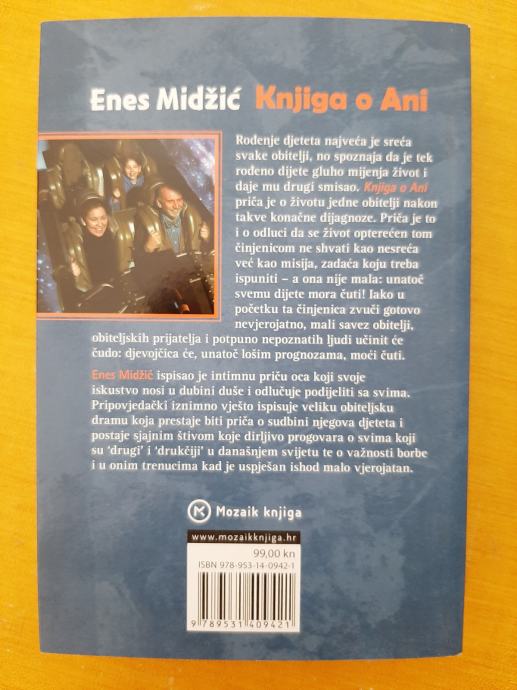 Enes Midžić Knjiga o Ani
Rođenje djeteta najveća je sreća
svake obitelji, no spoznaja da je tek
rođeno dijete gluho mijenja život i
daje mu drugi smisao. Knjiga o Ani
priča je o životu jedne obitelji nakon
takve konačne dijagnoze. Priča je to
i o odluci da se život opterećen tom
činjenicom ne shvati kao nesreća
već kao misija, zadaća koju treba
ispuniti – a ona nije mala: unatoč
svemu dijete mora čuti! Iako u
početku ta činjenica zvuči gotovo
nevjerojatno, mali savez obitelji,
obiteljskih prijatelja i potpuno nepoznatih ljudi učinit će
čudo: djevojčica će, unatoč lošim prognozama, moći čuti.
Enes Midžić ispisao je intimnu priču oca koji svoje
iskustvo nosi u dubini duše i odlučuje podijeliti sa svima.
Pripovjedački iznimno vješto ispisuje veliku obiteljsku
dramu koja prestaje biti priča o sudbini njegova djeteta i
postaje sjajnim štivom koje dirljivo progovara o svima koji
su 'drugi' i 'drukčiji' u današnjem svijetu te o važnosti borbe
i u onim trenucima kad je uspješan ishod malo vjerojatan.
Mozaik knjiga
www.mozaikknjiga.hr
99,00 kn
ISBN 978-953-14-0942-1
9 789531 409421